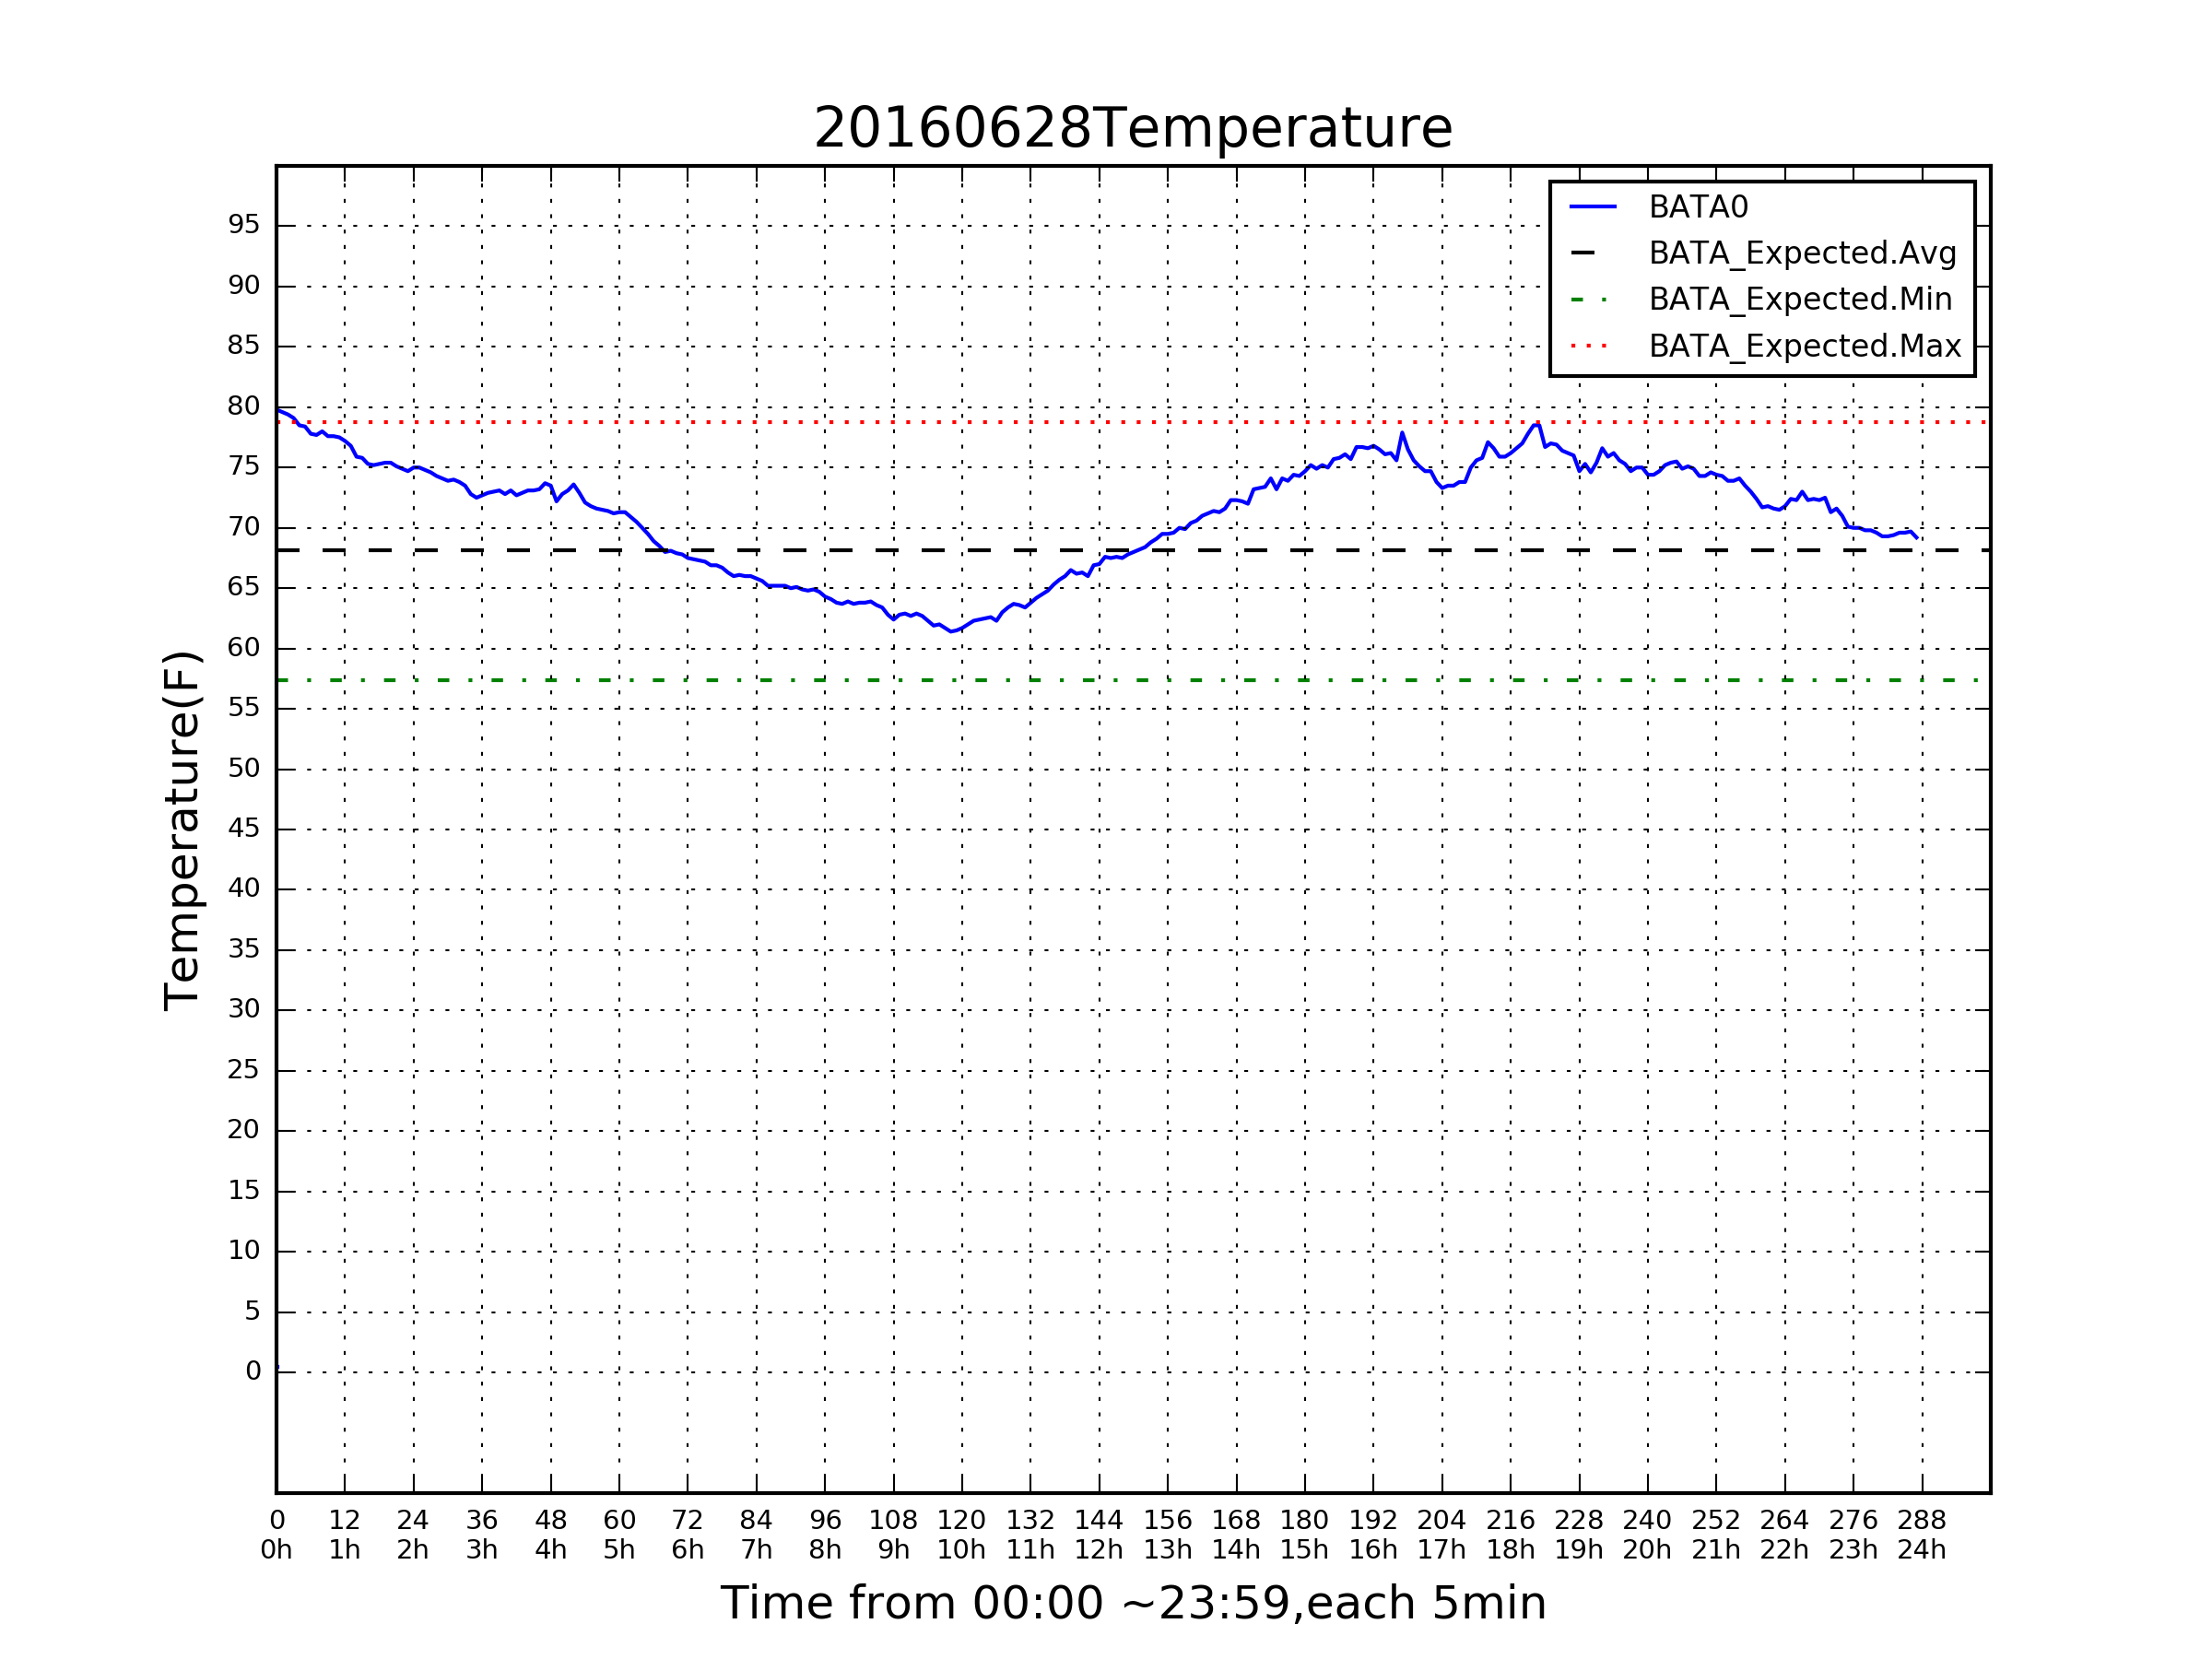 20160628Temperature
BATA0
BATA_Expected.Avg
BATA_Expected.Min
BATA_Expected.Max
95
90
85
80
75
70
65
60
55
50
45
40
35
30
25
20
15
10
5
0
Temperature(F)
0 12 24 36 48 60 72 84 96 108 120 132 144 156 168 180 192 204 216 228 240 252 264 276 288
0h 1h 2h 3h 4h 5h 6h 7h 8h 9h 10h 11h 12h 13h 14h 15h 16h 17h 18h 19h 20h 21h 22h 23h 24h
Time from 00:00 ~23:59,each 5min